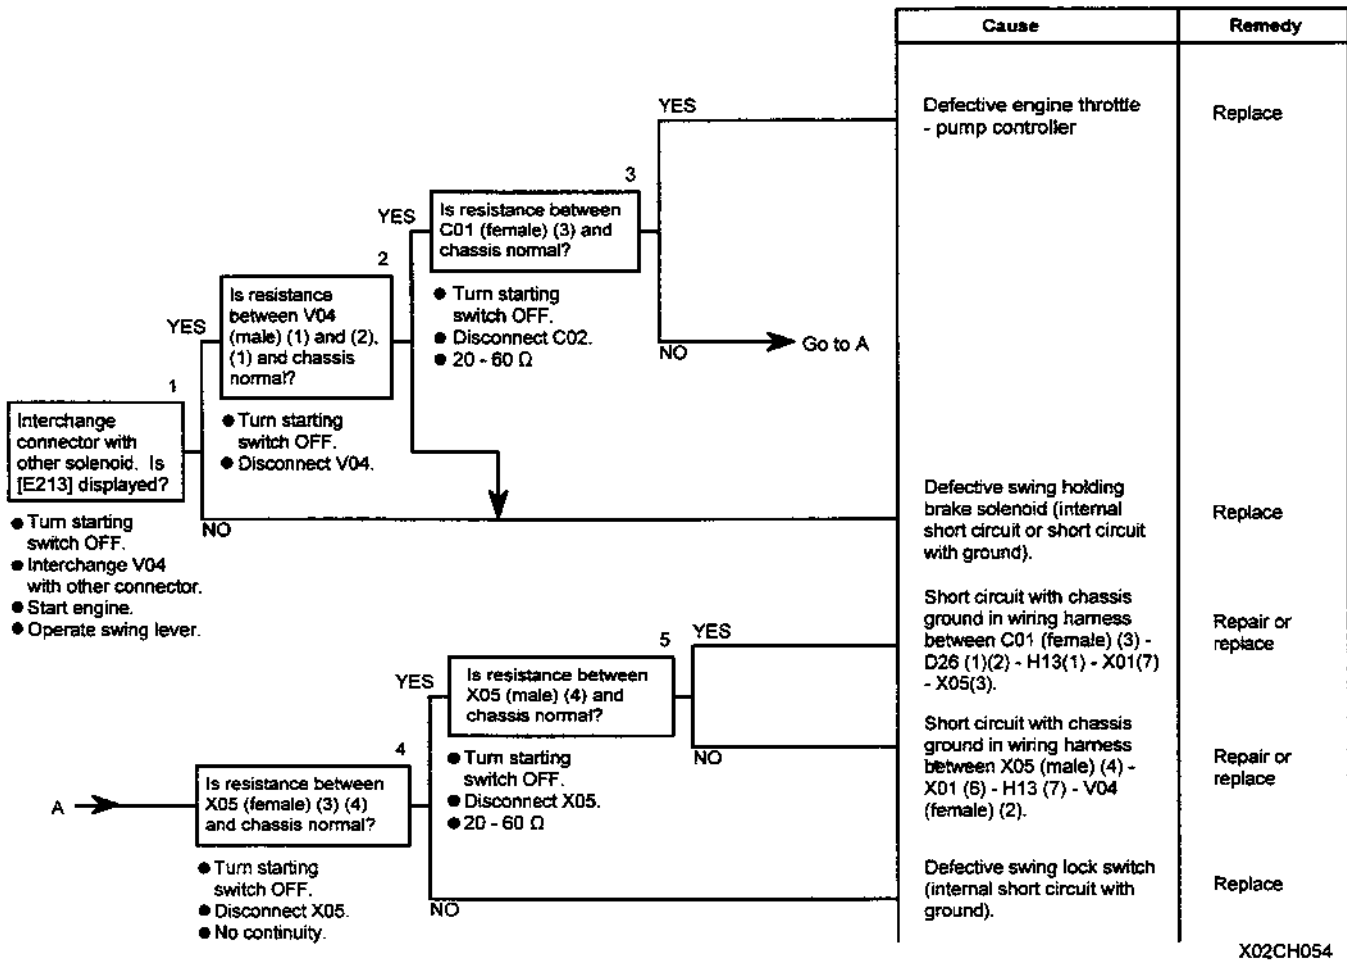 Cause
Remedy
YES
Defective engine throttle
- pump controller
Replace
3
YES
Is resistance between
C01 (female) (3) and
chassis normal?
2
● Turn starting
switch OFF.
● Disconnect C02.
● 20 - 60 Ω
NO
Go to A
YES
Is resistance
between V04
(male) (1) and (2),
(1) and chassis
normal?
1
● Turn starting
switch OFF.
● Disconnect V04.
Interchange
connector with
other solenoid. Is
[E213] displayed?
NO
● Turn starting
switch OFF.
● Interchange V04
with other connector.
● Start engine.
● Operate swing lever.
Defective swing holding
brake solenoid (internal
short circuit or short circuit
with ground).
Replace
5
YES
Short circuit with chassis
ground in wiring harness
between C01 (female) (3) -
D26 (1)(2) - H13(1) - X01(7)
- X05(3).
Repair or
replace
YES
Is resistance between
X05 (male) (4) and
chassis normal?
4
● Turn starting
switch OFF.
● Disconnect X05.
● 20 - 60 Ω
NO
Short circuit with chassis
ground in wiring harness
between X05 (male) (4) -
X01 (6) - H13 (7) - V04
(female) (2).
Repair or
replace
A
Is resistance between
X05 (female) (3) (4)
and chassis normal?
● Turn starting
switch OFF.
● Disconnect X05.
● No continuity.
NO
Defective swing lock switch
(internal short circuit with
ground).
Replace
X02CH054